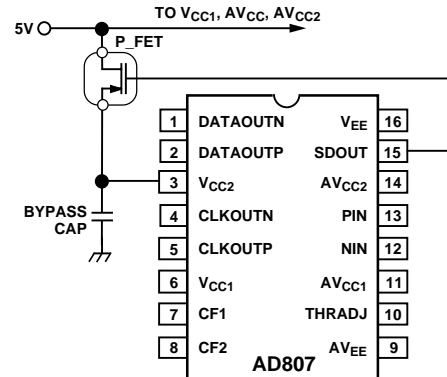 TO VCC1, AVCC, AVCC2
5V
P_FET
1 DATAOUTN VEE 16
2 DATAOUTP SDOUT 15
3 VCC2 AVCC2 14
BYPASS
CAP
4 CLKOUTN PIN 13
5 CLKOUTP NIN 12
6 VCC1 AVCC1 11
7 CF1 THRADJ 10
8 CF2 AVEE 9
AD807